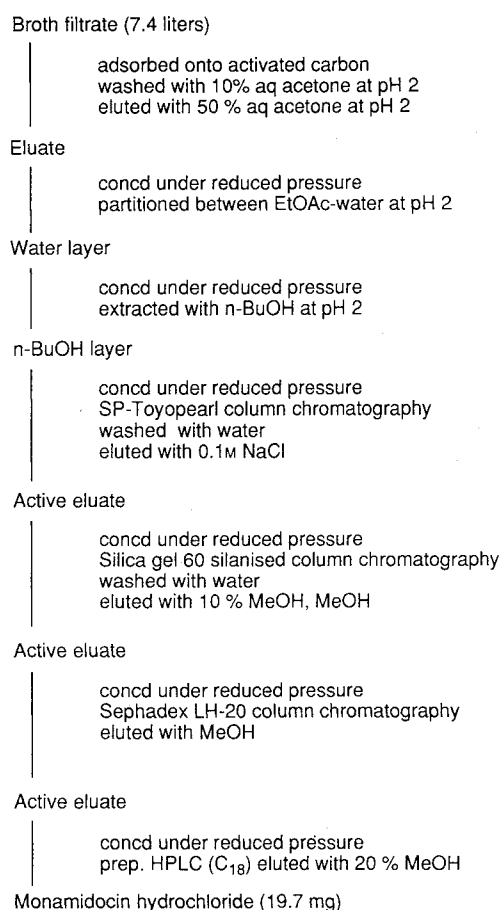 Broth filtrate (7.4 liters)
adsorbed onto activated carbon
washed with 10% aq acetone at pH 2
eluted with 50 % aq acetone at pH 2
Eluate
concd under reduced pressure
partitioned between EtOAc-water at pH 2
Water layer
concd under reduced pressure
extracted with n-BuOH at pH 2
n-BuOH layer
concd under reduced pressure
SP-Toyopearl column chromatography
washed with water
eluted with 0.1M NaCl
Active eluate
concd under reduced pressure
Silica gel 60 silanised column chromatography
washed with water
eluted with 10 % MeOH, MeOH
Active eluate
concd under reduced pressure
Sephadex LH-20 column chromatography
eluted with MeOH
Active eluate
concd under reduced pressure
prep. HPLC (C₁₈) eluted with 20 % MeOH
Monamidocin hydrochloride (19.7 mg)